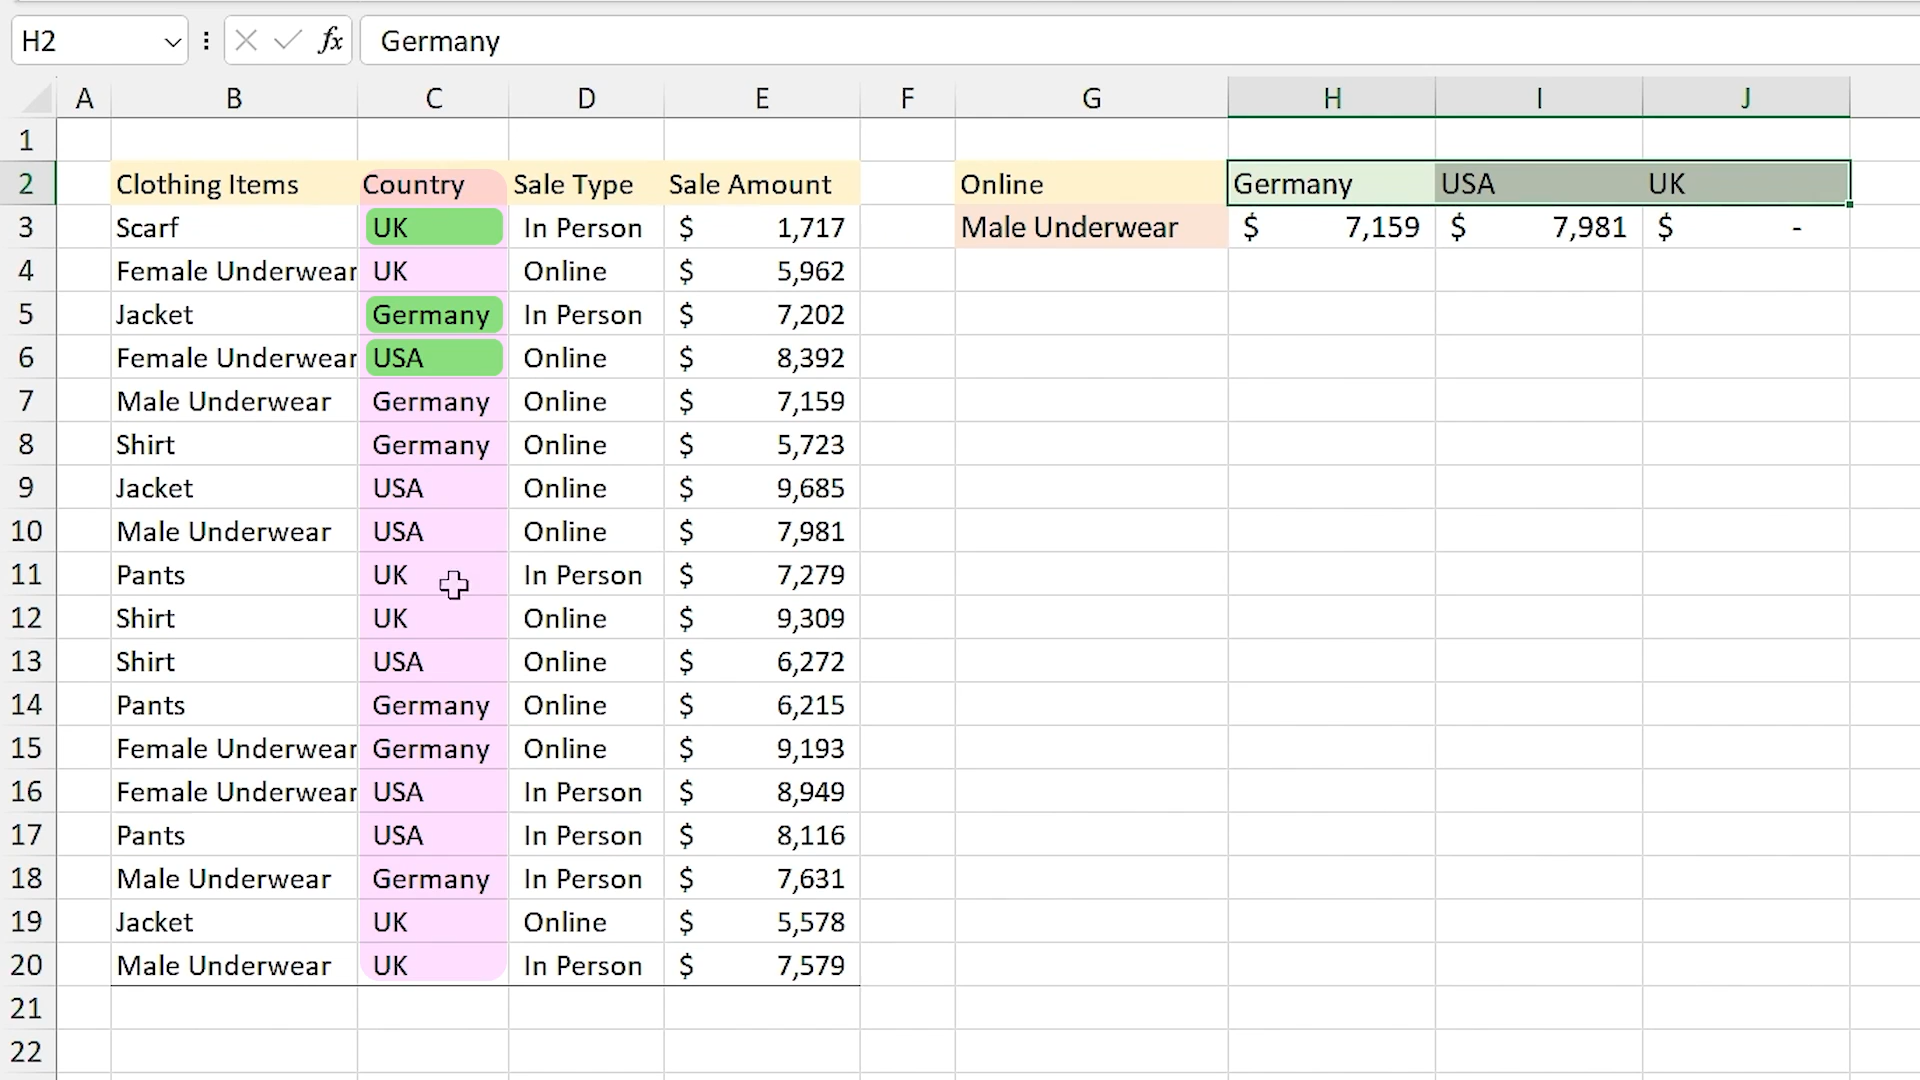 H2 fx Germany
A B C D E F G H I J
1
2 Clothing Items Country Sale Type Sale Amount Online Germany USA UK
3 Scarf UK In Person $ 1,717 Male Underwear $ 7,159 $ 7,981 $ -
4 Female Underwear UK Online $ 5,962
5 Jacket Germany In Person $ 7,202
6 Female Underwear USA Online $ 8,392
7 Male Underwear Germany Online $ 7,159
8 Shirt Germany Online $ 5,723
9 Jacket USA Online $ 9,685
10 Male Underwear USA Online $ 7,981
11 Pants UK In Person $ 7,279
12 Shirt UK Online $ 9,309
13 Shirt USA Online $ 6,272
14 Pants Germany Online $ 6,215
15 Female Underwear Germany Online $ 9,193
16 Female Underwear USA In Person $ 8,949
17 Pants USA In Person $ 8,116
18 Male Underwear Germany In Person $ 7,631
19 Jacket UK Online $ 5,578
20 Male Underwear UK In Person $ 7,579
21
22